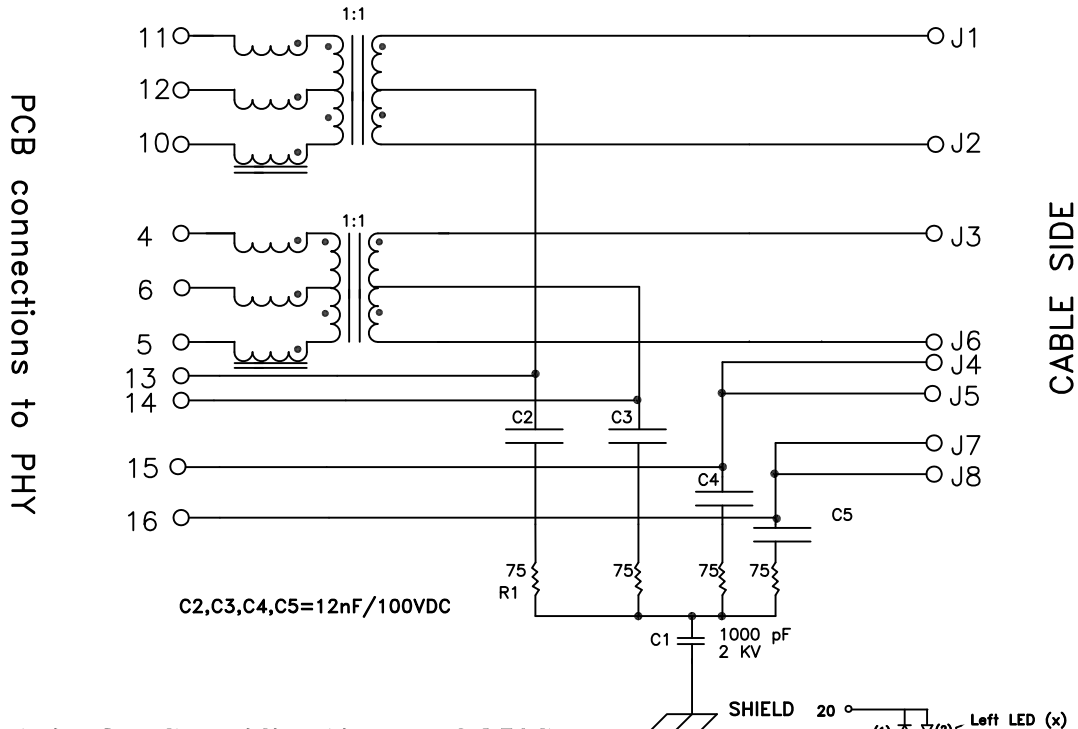 1:1
11
J1
12
10
J2
PCB connections to PHY
1:1
4
J3
6
5
J6
13
J4
14
J5
CABLE SIDE
C2
C3
J7
15
C4
J8
16
C5
75
75
75
75
R1
C2,C3,C4,C5=12nF/100VDC
C1
1000 pF
2 KV
SHIELD
20
Left LED (x)